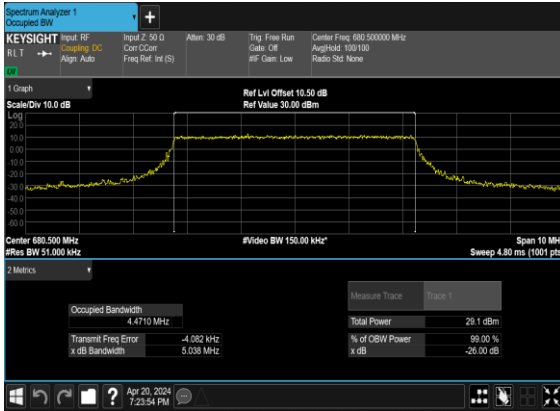 Spectrum Analyzer 1
Occupied BW
+
KEYSIGHT
RLT
Input: RF
Coupling: DC
Align: Auto
Input Z: 50 Ω
Corr CCorr
Freq Ref: Int (S)
Atten: 30 dB
Trig: Free Run
Gate: Off
#IF Gain: Low
Center Freq: 680.500000 MHz
Avg|Hold: 100/100
Radio Std: None
1 Graph
Scale/Div 10.0 dB
Ref Lvl Offset 10.50 dB
Ref Value 30.00 dBm
Log
20.0
10.0
0.00
-10.0
-20.0
-30.0
-40.0
-50.0
-60.0
Center 680.500 MHz
#Res BW 51.000 kHz
#Video BW 150.00 kHz*
Span 10 MH
Sweep 4.80 ms (1001 pts
2 Metrics
Measure Trace Trace 1
Occupied Bandwidth
4.4710 MHz
Total Power 29.1 dBm
Transmit Freq Error -4.082 kHz
% of OBW Power 99.00 %
x dB Bandwidth 5.038 MHz
x dB -26.00 dB
?
Apr 20, 2024
7:23:54 PM